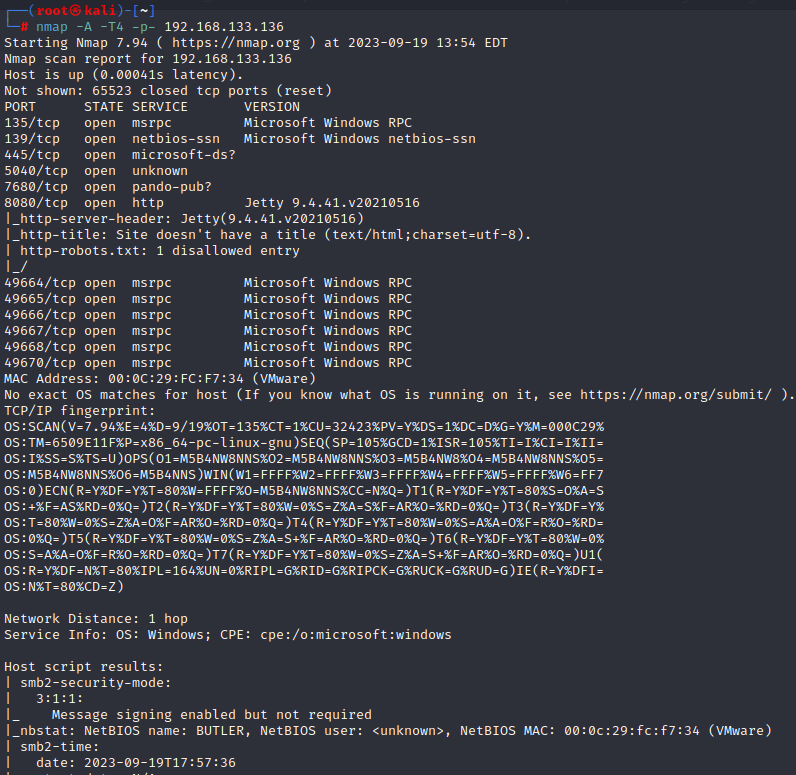 ┌──(root㉿kali)-[~]
└─# nmap -A -T4 -p- 192.168.133.136
Starting Nmap 7.94 ( https://nmap.org ) at 2023-09-19 13:54 EDT
Nmap scan report for 192.168.133.136
Host is up (0.00041s latency).
Not shown: 65523 closed tcp ports (reset)
PORT      STATE SERVICE       VERSION
135/tcp   open  msrpc         Microsoft Windows RPC
139/tcp   open  netbios-ssn   Microsoft Windows netbios-ssn
445/tcp   open  microsoft-ds?
5040/tcp  open  unknown
7680/tcp  open  pando-pub?
8080/tcp  open  http          Jetty 9.4.41.v20210516
|_http-server-header: Jetty(9.4.41.v20210516)
|_http-title: Site doesn't have a title (text/html;charset=utf-8).
| http-robots.txt: 1 disallowed entry
|_/
49664/tcp open  msrpc         Microsoft Windows RPC
49665/tcp open  msrpc         Microsoft Windows RPC
49666/tcp open  msrpc         Microsoft Windows RPC
49667/tcp open  msrpc         Microsoft Windows RPC
49668/tcp open  msrpc         Microsoft Windows RPC
49670/tcp open  msrpc         Microsoft Windows RPC
MAC Address: 00:0C:29:FC:F7:34 (VMware)
No exact OS matches for host (If you know what OS is running on it, see https://nmap.org/submit/ ).
TCP/IP fingerprint:
OS:SCAN(V=7.94%E=4%D=9/19%OT=135%CT=1%CU=32423%PV=Y%DS=1%DC=D%G=Y%M=000C29%
OS:TM=6509E11F%P=x86_64-pc-linux-gnu)SEQ(SP=105%GCD=1%ISR=105%TI=I%CI=I%II=
OS:I%SS=S%TS=U)OPS(O1=M5B4NW8NNS%O2=M5B4NW8NNS%O3=M5B4NW8%O4=M5B4NW8NNS%O5=
OS:M5B4NW8NNS%O6=M5B4NNS)WIN(W1=FFFF%W2=FFFF%W3=FFFF%W4=FFFF%W5=FFFF%W6=FF7
OS:0)ECN(R=Y%DF=Y%T=80%W=FFFF%O=M5B4NW8NNS%CC=N%Q=)T1(R=Y%DF=Y%T=80%S=O%A=S
OS:+%F=AS%RD=0%Q=)T2(R=Y%DF=Y%T=80%W=0%S=Z%A=S%F=AR%O=%RD=0%Q=)T3(R=Y%DF=Y%
OS:T=80%W=0%S=Z%A=O%F=AR%O=%RD=0%Q=)T4(R=Y%DF=Y%T=80%W=0%S=A%A=O%F=R%O=%RD=
OS:0%Q=)T5(R=Y%DF=Y%T=80%W=0%S=Z%A=S+%F=AR%O=%RD=0%Q=)T6(R=Y%DF=Y%T=80%W=0%
OS:S=A%A=O%F=R%O=%RD=0%Q=)T7(R=Y%DF=Y%T=80%W=0%S=Z%A=S+%F=AR%O=%RD=0%Q=)U1(
OS:R=Y%DF=N%T=80%IPL=164%UN=0%RIPL=G%RID=G%RIPCK=G%RUCK=G%RUD=G)IE(R=Y%DFI=
OS:N%T=80%CD=Z)
Network Distance: 1 hop
Service Info: OS: Windows; CPE: cpe:/o:microsoft:windows
Host script results:
| smb2-security-mode:
|   3:1:1:
|_    Message signing enabled but not required
|_nbstat: NetBIOS name: BUTLER, NetBIOS user: <unknown>, NetBIOS MAC: 00:0c:29:fc:f7:34 (VMware)
| smb2-time:
|   date: 2023-09-19T17:57:36